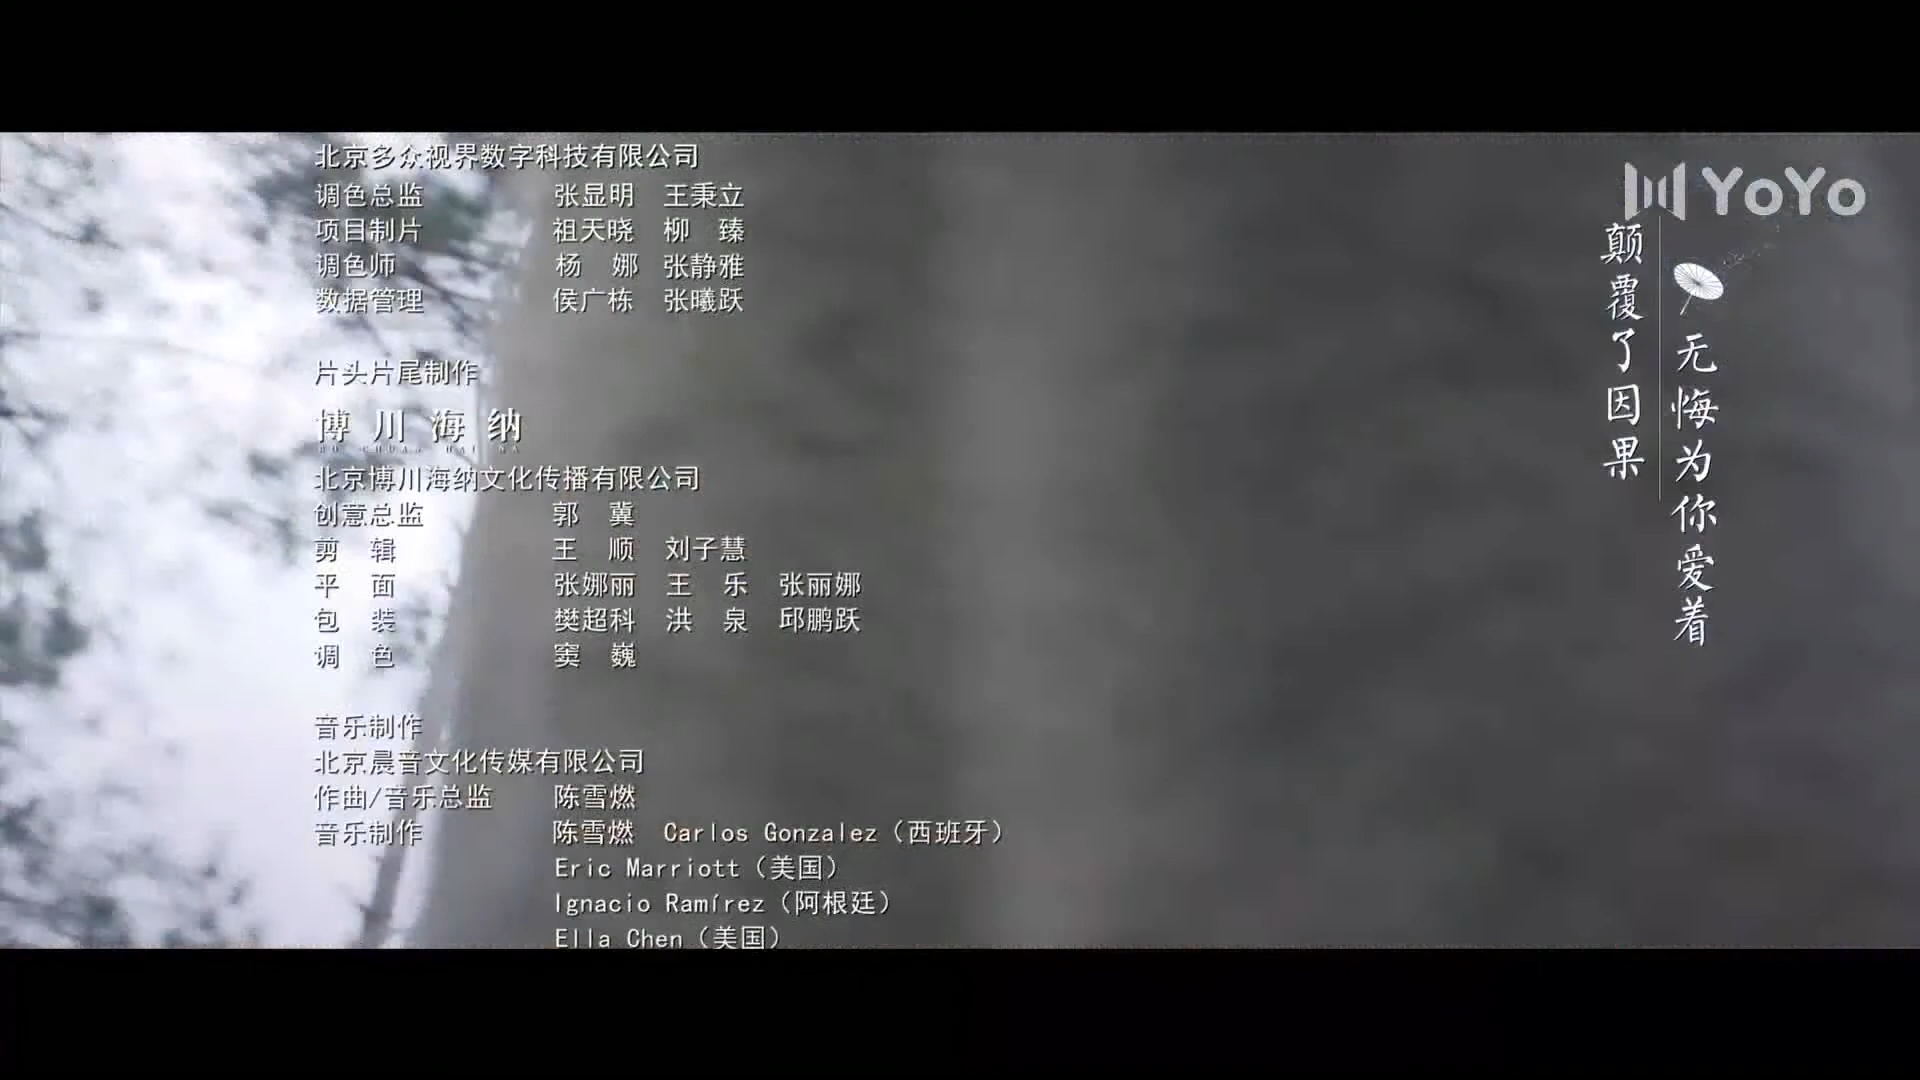 北京多众视界数字科技有限公司
调色总监 张显明 王秉立
项目制片 祖天晓 柳 臻
调色师 杨 娜 张静雅
数据管理 侯广栋 张曦跃
片头片尾制作
博川海纳
BO CHUAN HAI NA
北京博川海纳文化传播有限公司
创意总监 郭 冀
剪 辑 王 顺 刘子慧
平 面 张娜丽 王 乐 张丽娜
包 装 樊超科 洪 泉 邱鹏跃
调 色 窦 巍
音乐制作
北京晨音文化传媒有限公司
作曲/音乐总监 陈雪燃
音乐制作 陈雪燃 Carlos Gonzalez（西班牙）
Eric Marriott（美国）
Ignacio Ramírez（阿根廷）
Ella Chen（美国）
YoYo
颠覆了因果
无悔为你爱着